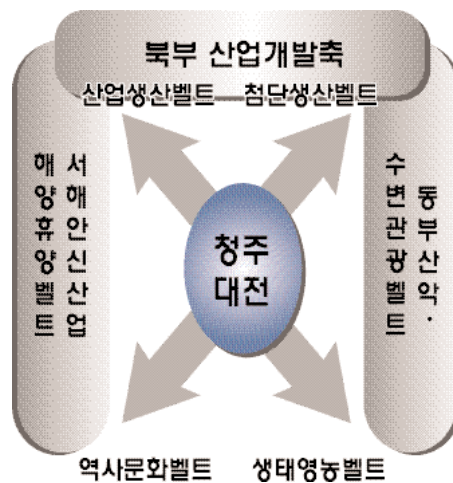 북부 산업개발축
산업생산벨트 첨단생산벨트
서해안신산업
해양휴양벨트
청주
대전
동부산악·
수변관광벨트
역사문화벨트 생태영농벨트